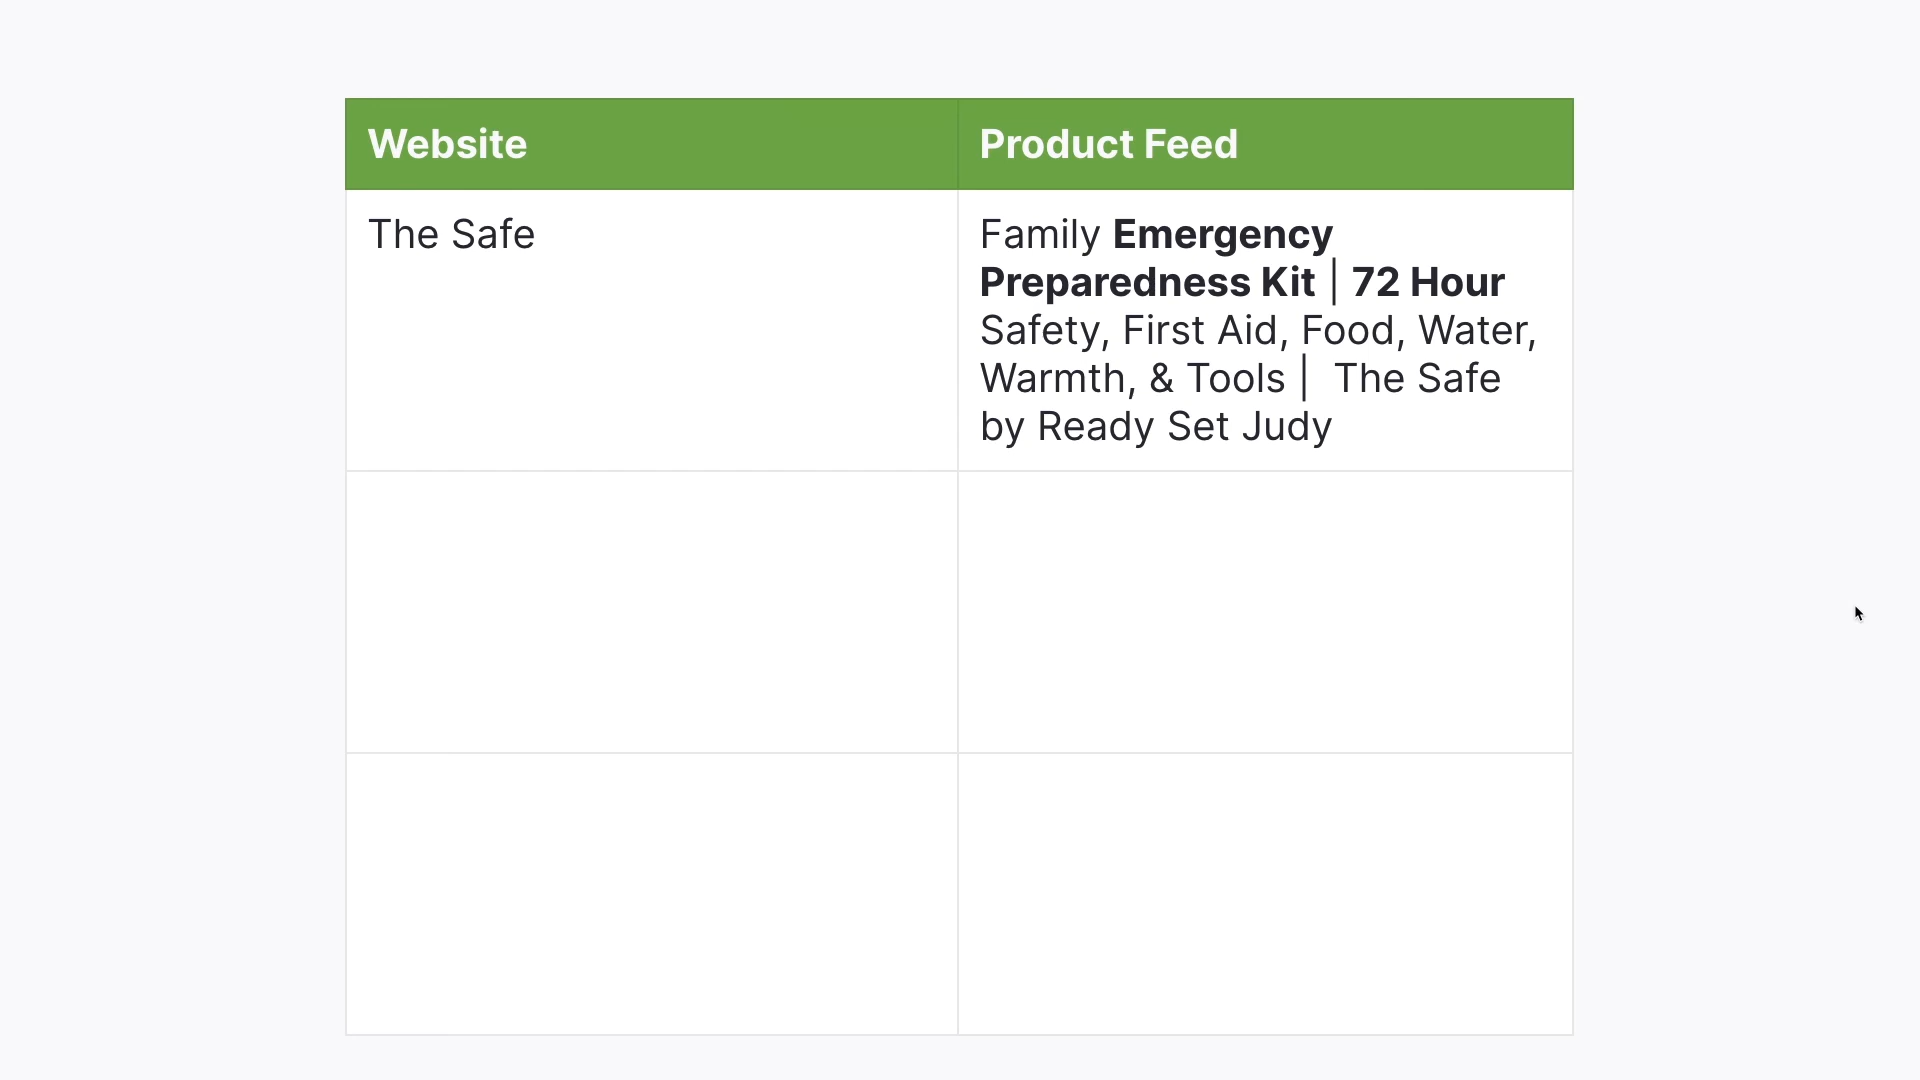 Website
Product Feed
The Safe
Family Emergency
Preparedness Kit | 72 Hour
Safety, First Aid, Food, Water,
Warmth, & Tools | The Safe
by Ready Set Judy